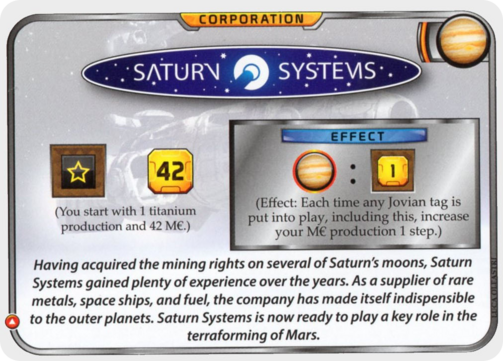 CORPORATION
SATURN SYSTEMS
EFFECT
42
1
(You start with 1 titanium
production and 42 M€.)
:
(Effect: Each time any Jovian tag is
put into play, including this, increase
your M€ production 1 step.)
Having acquired the mining rights on several of Saturn's moons, Saturn
Systems gained plenty of experience over the years. As a supplier of rare
metals, space ships, and fuel, the company has made itself indispensible
to the outer planets. Saturn Systems is now ready to play a key role in the
terraforming of Mars.